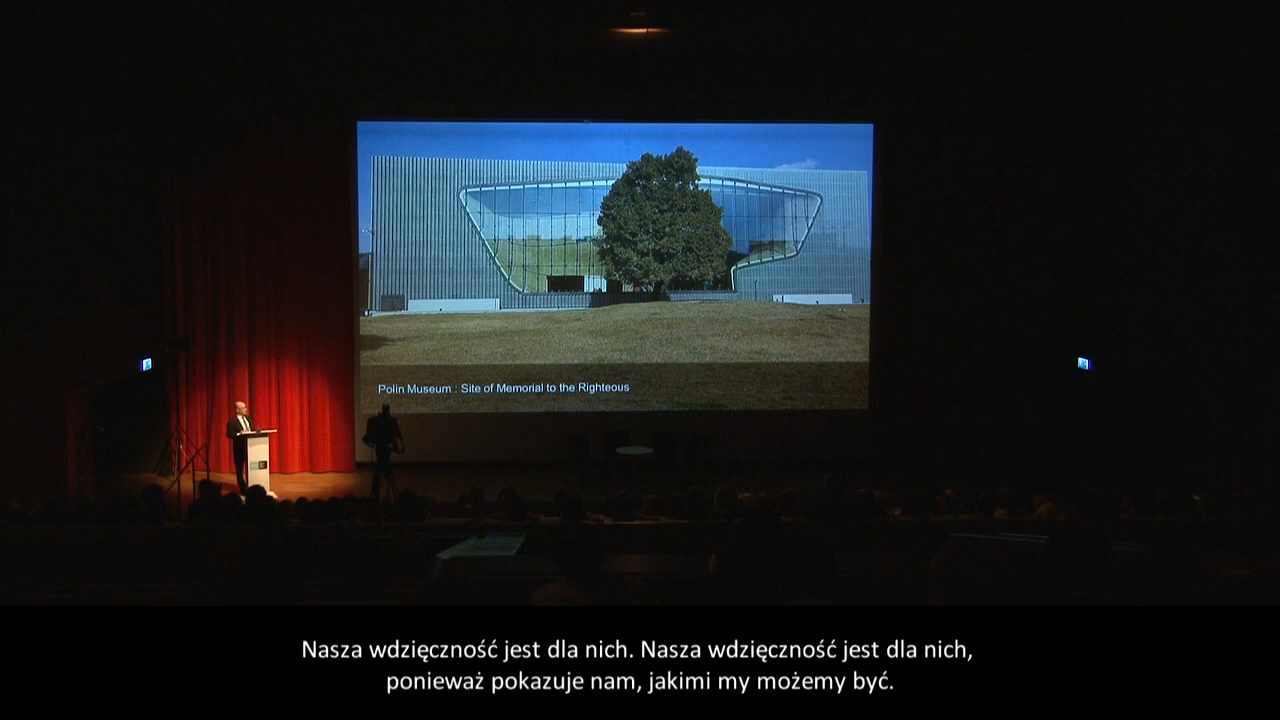 Polin Museum : Site of Memorial to the Righteous
Nasza wdzięczność jest dla nich. Nasza wdzięczność jest dla nich,
ponieważ pokazuje nam, jakimi my możemy być.